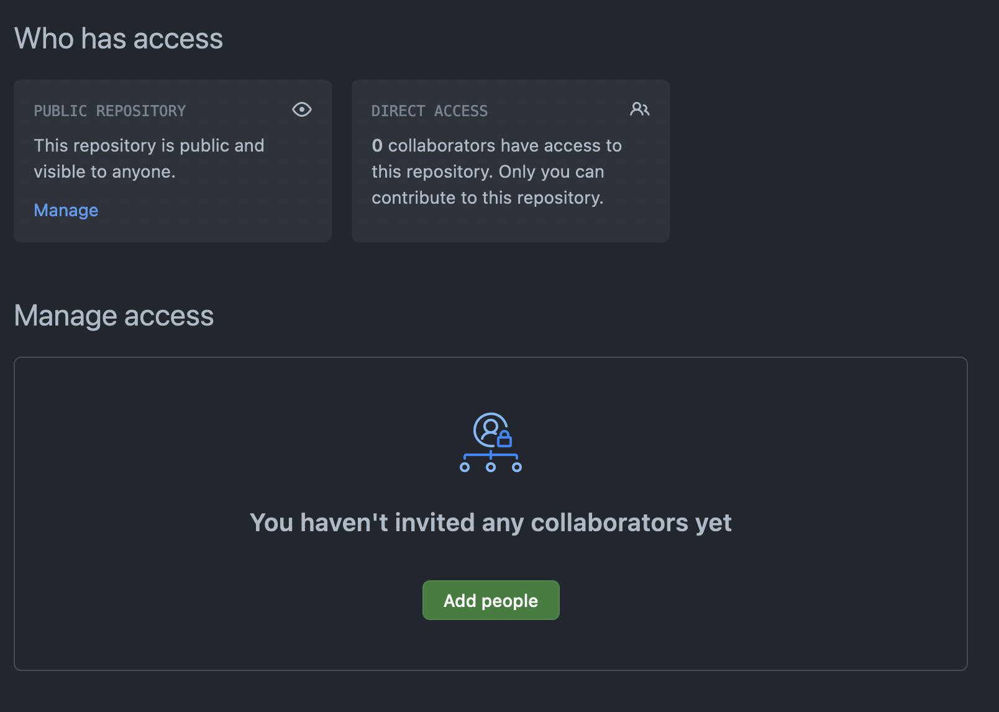 Who has access
PUBLIC REPOSITORY
This repository is public and
visible to anyone.
Manage
DIRECT ACCESS
0 collaborators have access to
this repository. Only you can
contribute to this repository.
Manage access
You haven't invited any collaborators yet
Add people